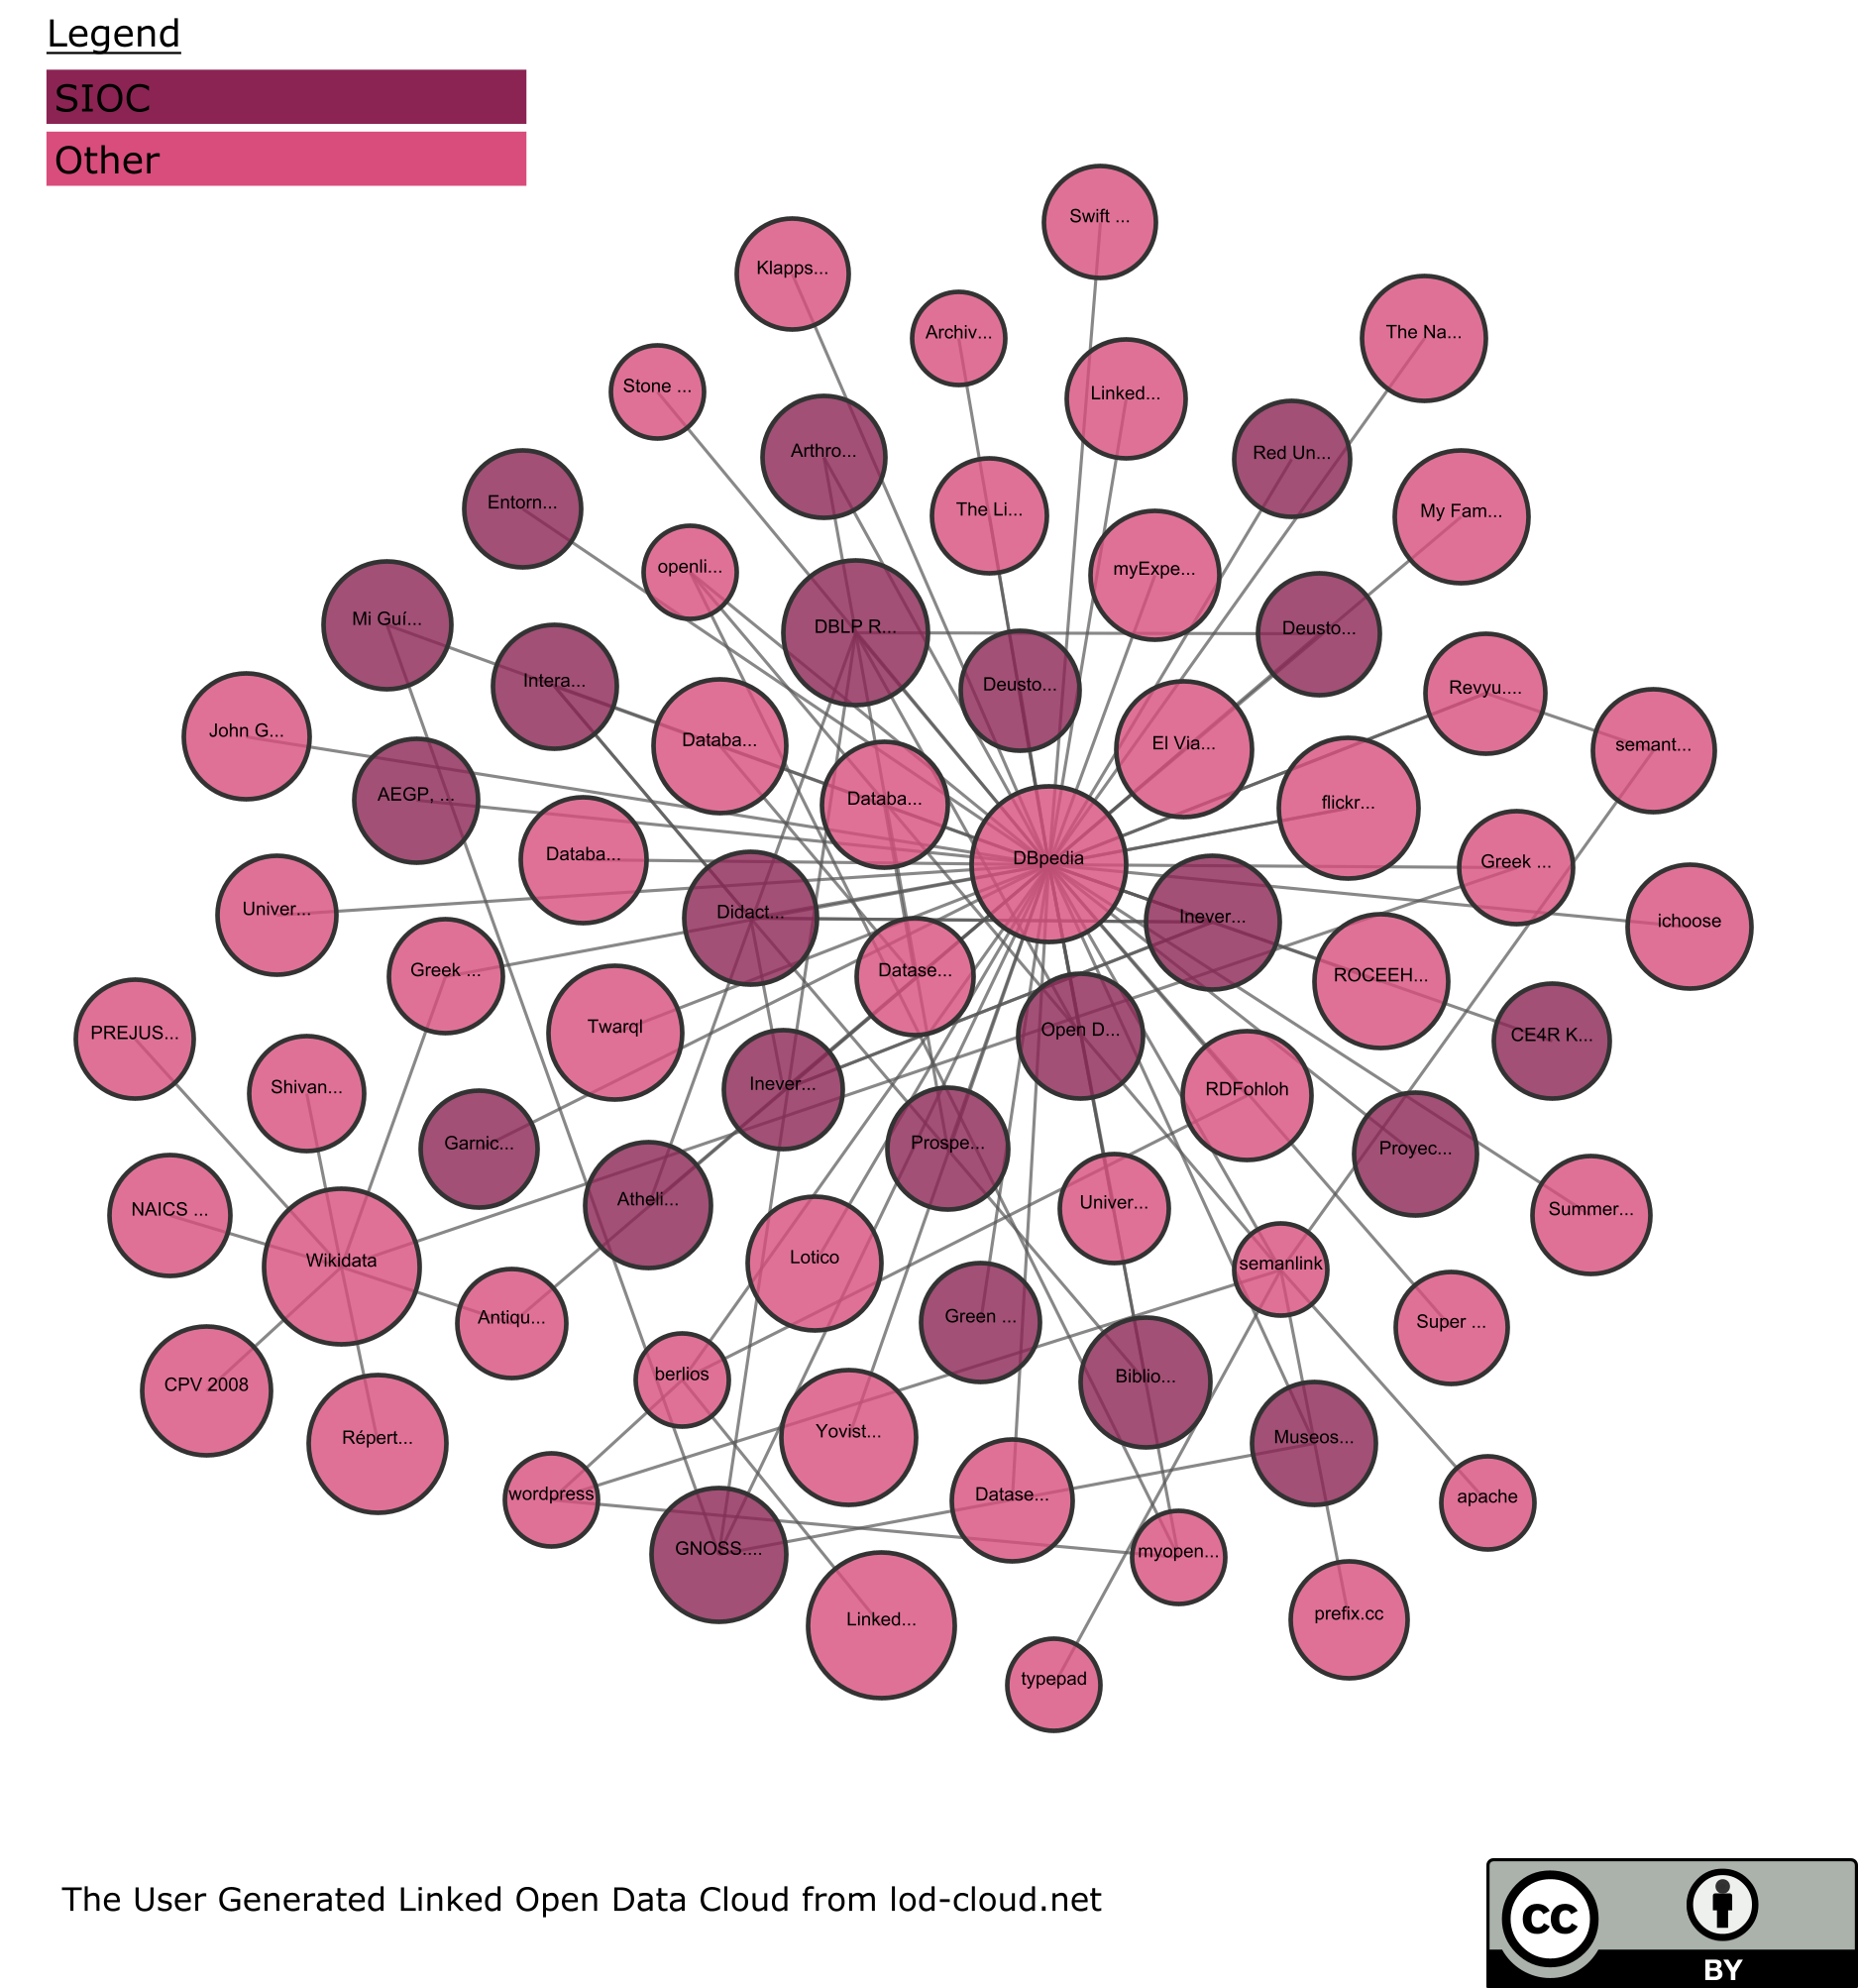 Legend
SIOC
Other
Swift ...
Klapps...
Archiv...
The Na...
Stone ...
Linked...
Arthro...
Red Un...
Entorn...
The Li...
My Fam...
openli...
myExpe...
Mi Guí...
DBLP R...
Deusto...
Intera...
Deusto...
Revyu....
John G...
Databa...
El Via...
semant...
AEGP, ...
Databa...
flickr...
Databa...
DBpedia
Greek ...
Univer...
Didact...
Inever...
ichoose
Greek ...
Datase...
ROCEEH...
PREJUS...
Twarql
Open D...
CE4R K...
Shivan...
Inever...
RDFohloh
Garnic...
Prospe...
Proyec...
NAICS ...
Atheli...
Univer...
Summer...
Wikidata
Lotico
semanlink
Antiqu...
Green ...
Super ...
CPV 2008
berlios
Biblio...
Répert...
Yovist...
Museos...
wordpress
Datase...
apache
GNOSS....
myopen...
Linked...
prefix.cc
typepad
The User Generated Linked Open Data Cloud from lod-cloud.net
cc
BY